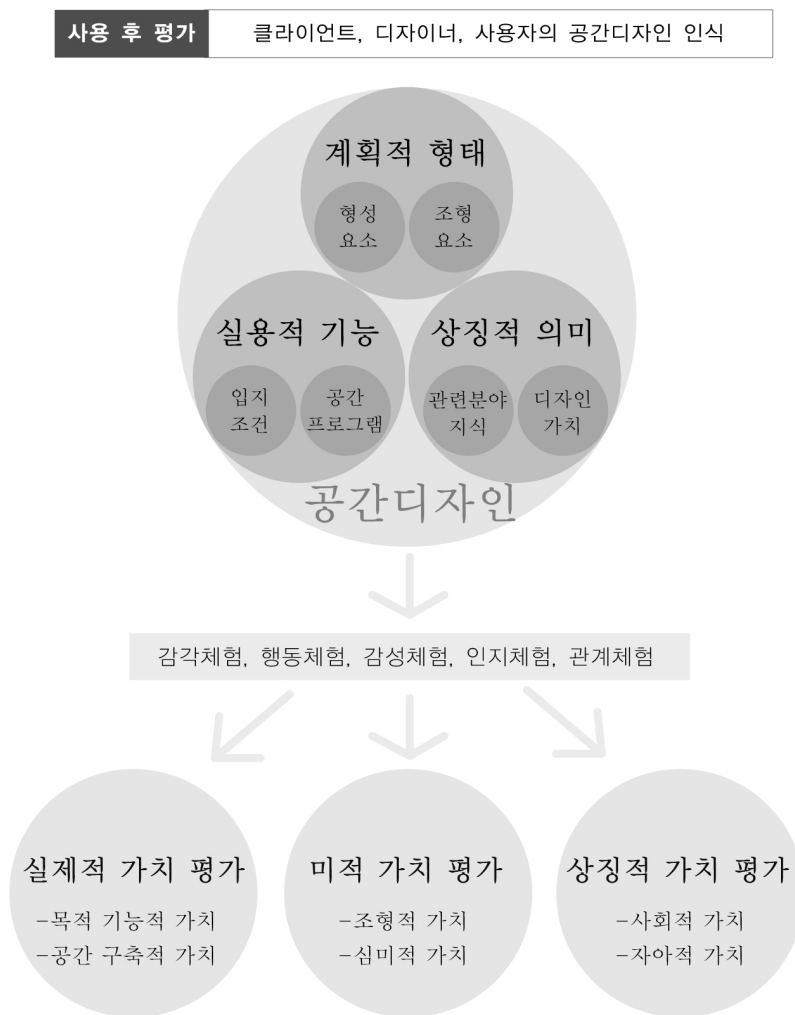 사용 후 평가
클라이언트, 디자이너, 사용자의 공간디자인 인식
계획적 형태
형성
요소
조형
요소
실용적 기능
입지
조건
공간
프로그램
상징적 의미
관련분야
지식
디자인
가치
공간디자인
감각체험, 행동체험, 감성체험, 인지체험, 관계체험
실제적 가치 평가
-목적 기능적 가치
-공간 구축적 가치
미적 가치 평가
-조형적 가치
-심미적 가치
상징적 가치 평가
-사회적 가치
-자아적 가치